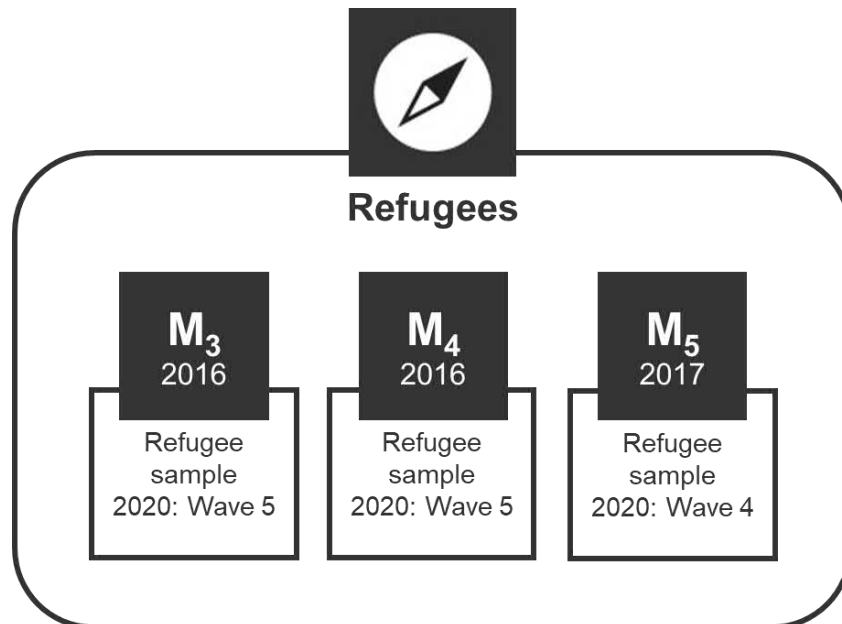 Refugees
M3
2016
Refugee
sample
2020: Wave 5
M4
2016
Refugee
sample
2020: Wave 5
M5
2017
Refugee
sample
2020: Wave 4